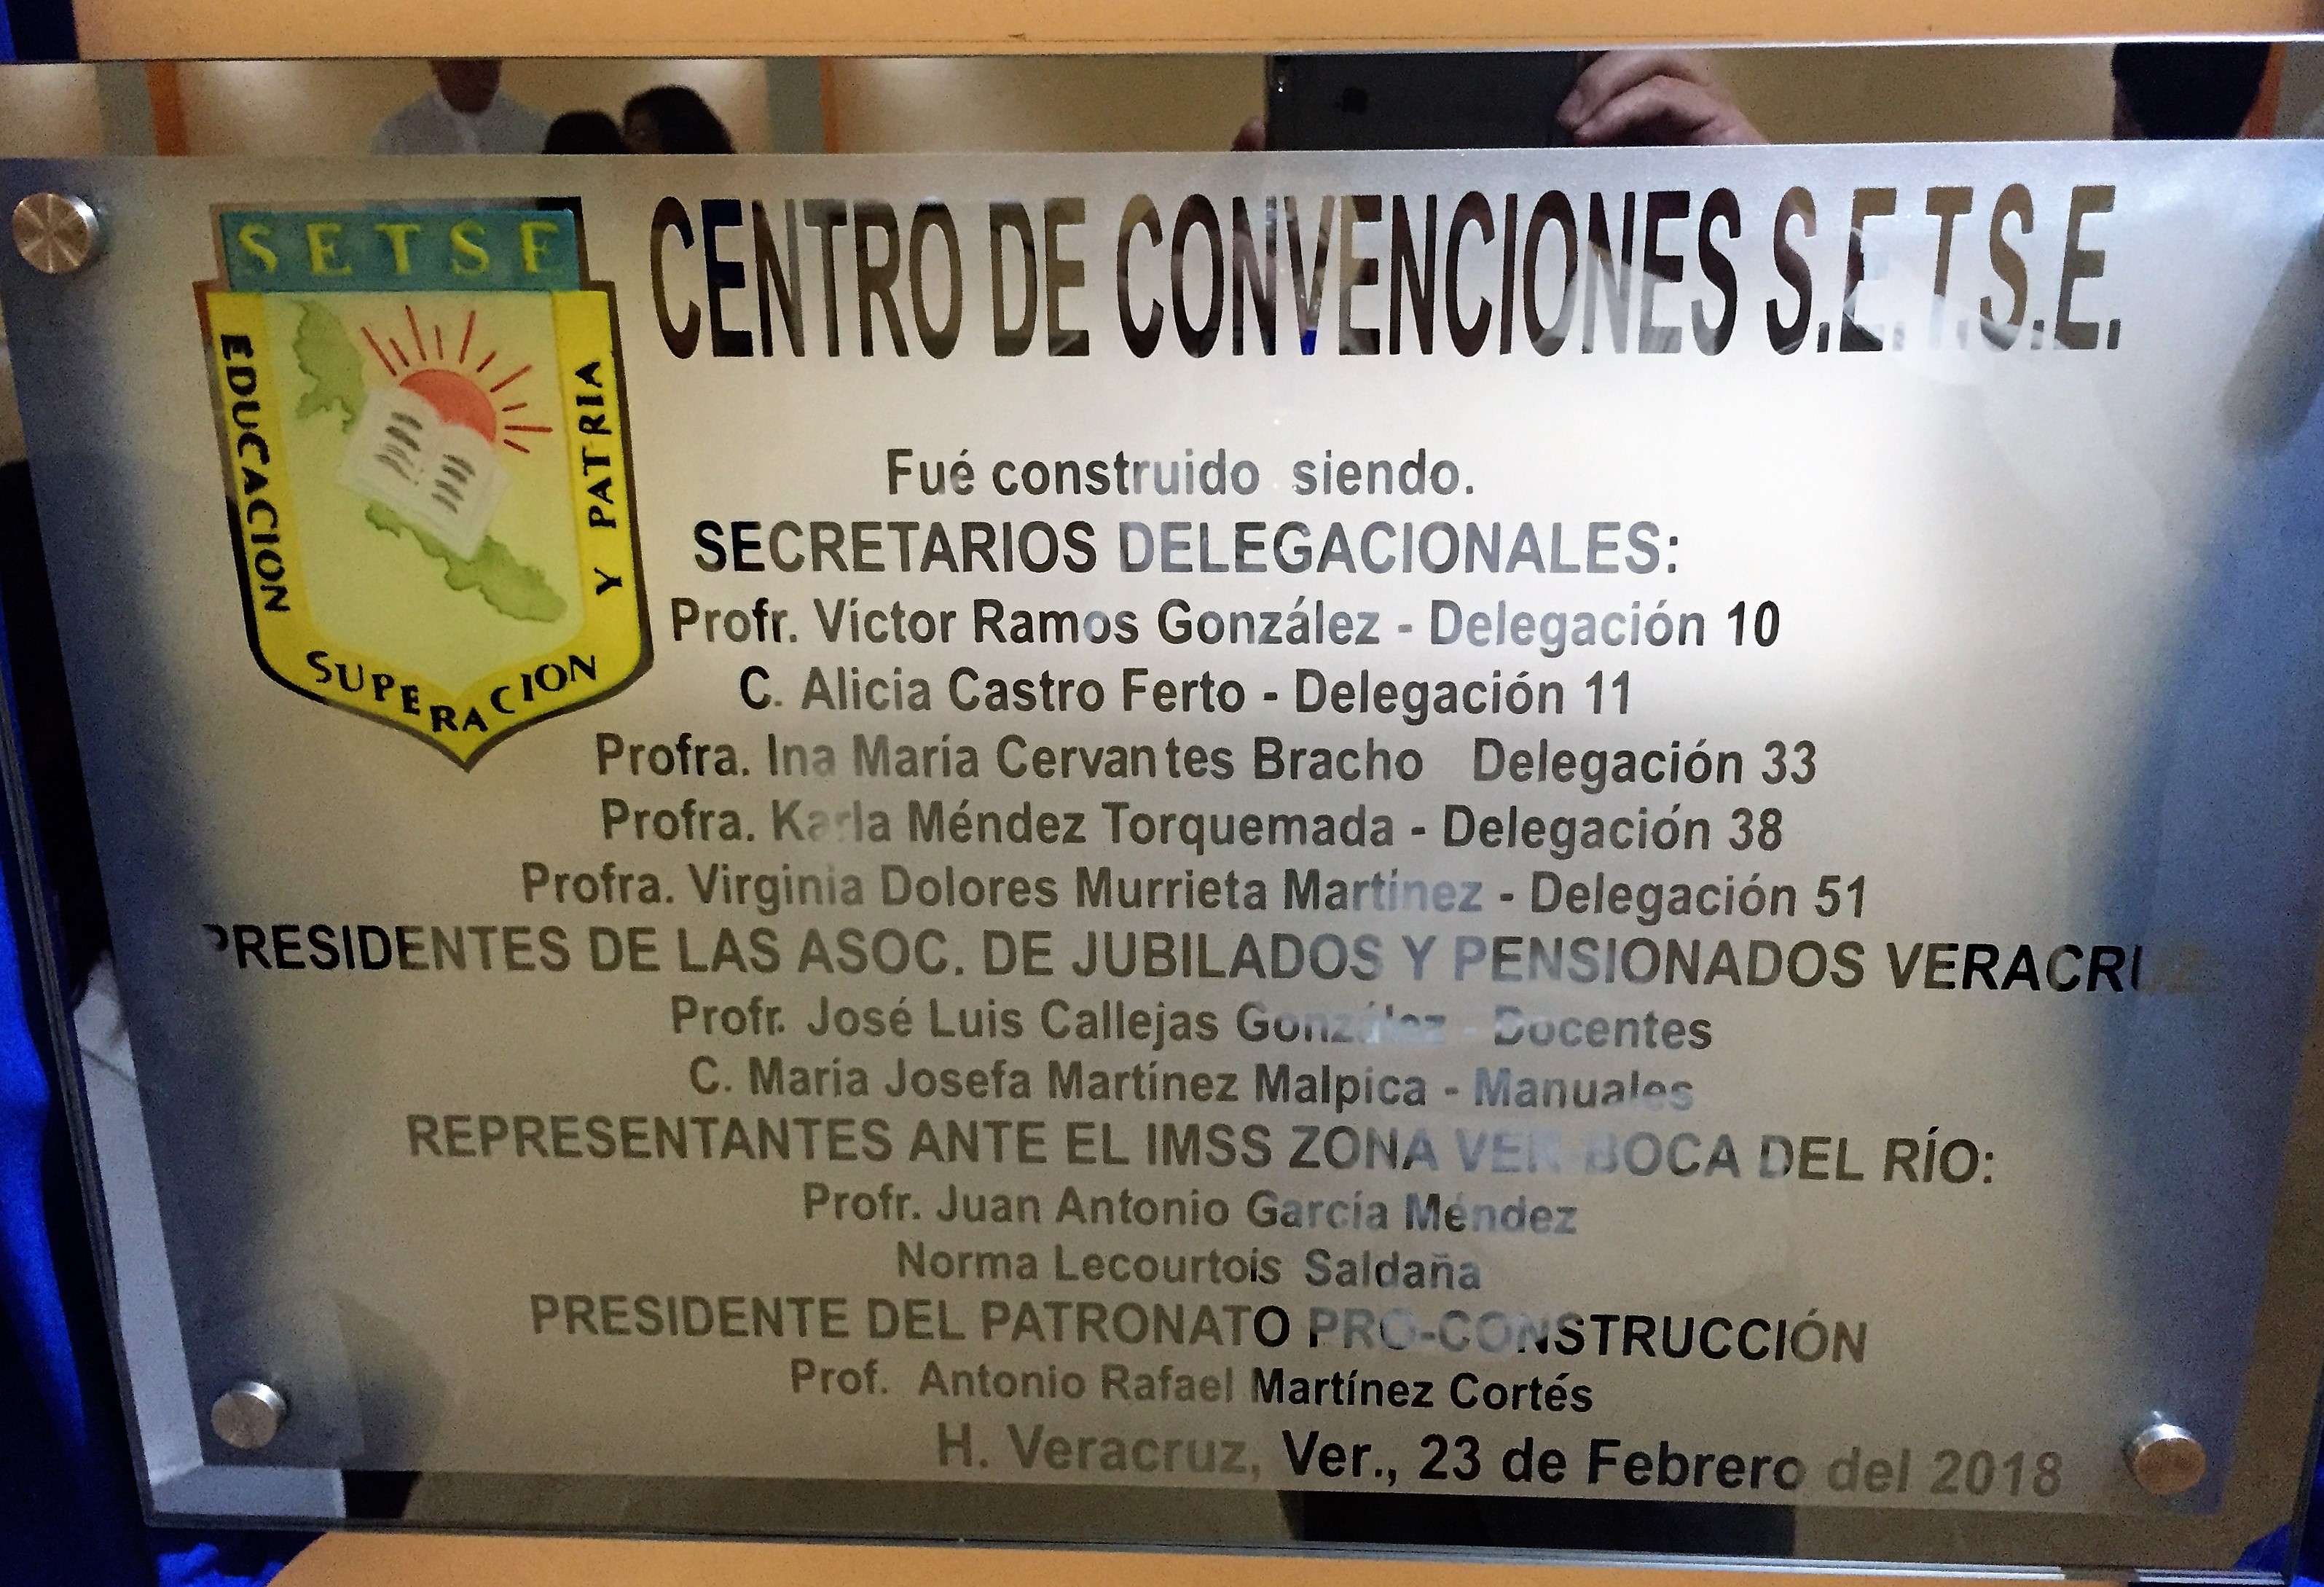 SETSE
EDUCACION
SUPERACION
Y PATRIA
CENTRO DE CONVENCIONES S.E.T.S.E.
Fué construido siendo.
SECRETARIOS DELEGACIONALES:
Profr. Víctor Ramos González - Delegación 10
C. Alicia Castro Ferto - Delegación 11
Profra. Ina María Cervantes Bracho Delegación 33
Profra. Karla Méndez Torquemada - Delegación 38
Profra. Virginia Dolores Murrieta Martínez - Delegación 51
PRESIDENTES DE LAS ASOC. DE JUBILADOS Y PENSIONADOS VERACRUZ
Profr. José Luis Callejas González - Docentes
C. María Josefa Martínez Malpica - Manuales
REPRESENTANTES ANTE EL IMSS ZONA VER BOCA DEL RÍO:
Profr. Juan Antonio García Méndez
Norma Lecourtois Saldaña
PRESIDENTE DEL PATRONATO PRO-CONSTRUCCIÓN
Prof. Antonio Rafael Martínez Cortés
H. Veracruz, Ver., 23 de Febrero del 2018